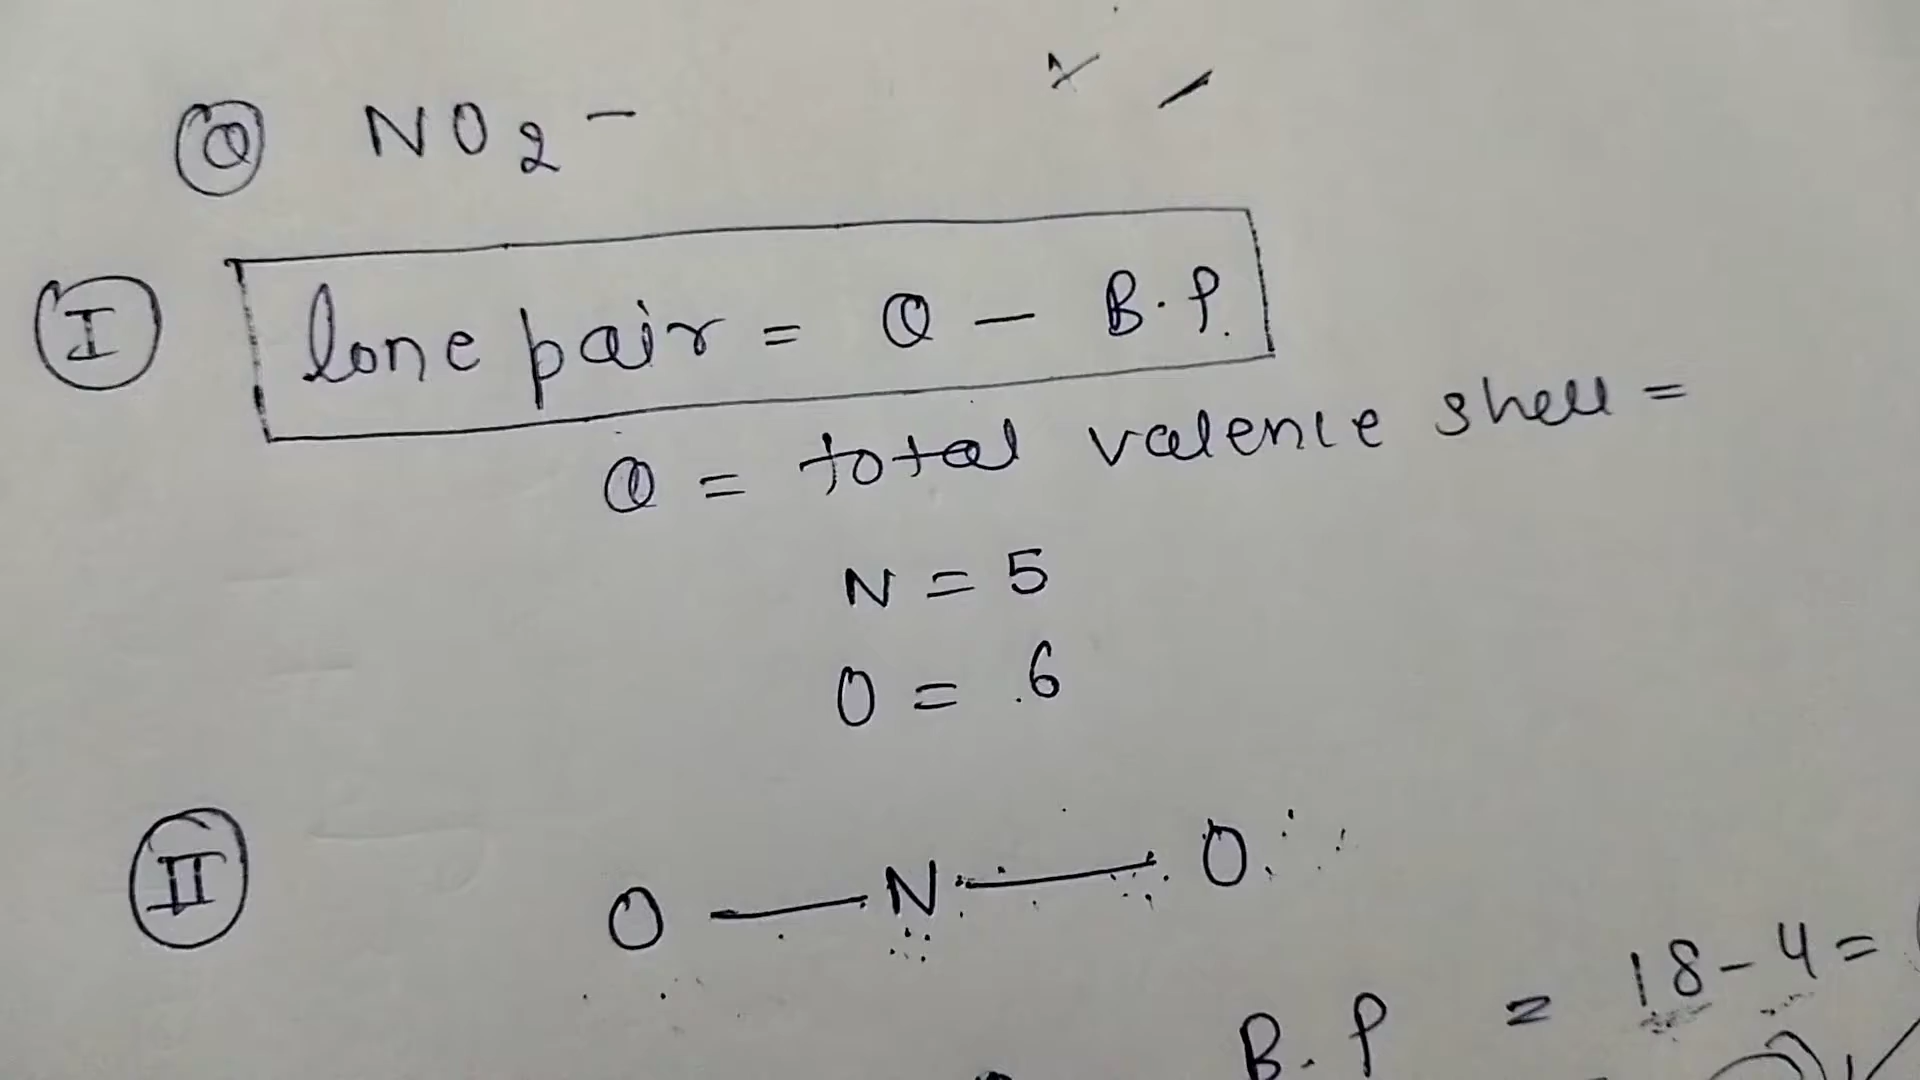 Q NO2-
I lone pair = Q - B.P.
Q = total valence shell =
N = 5
O = 6
II O — N — O
18-4=
B.P =